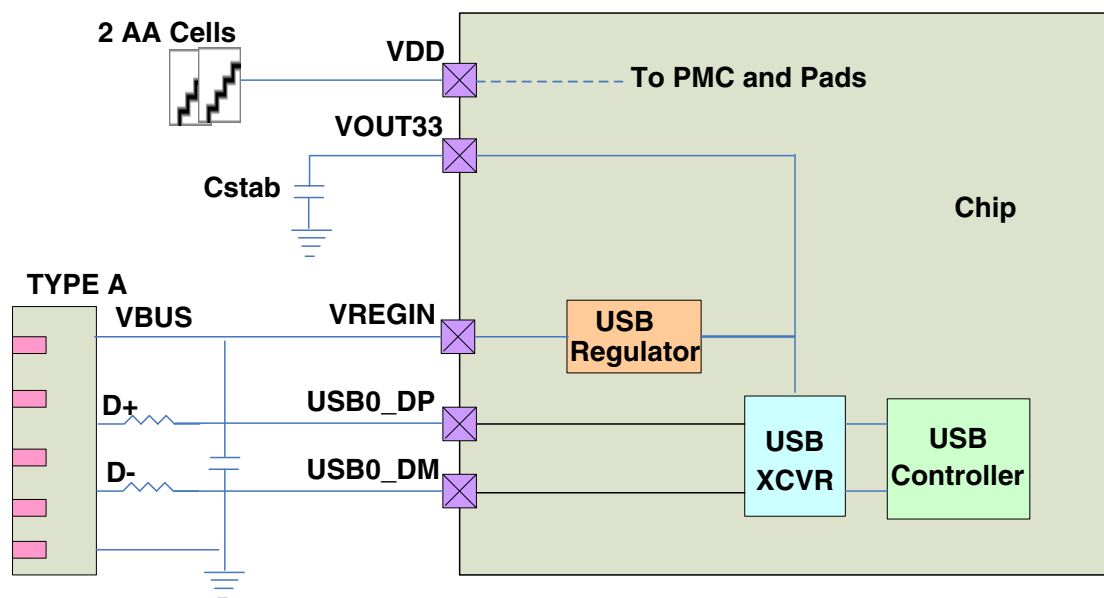 2 AA Cells
VDD
To PMC and Pads
VOUT33
Cstab
Chip
TYPE A
VBUS
VREGIN
USB
Regulator
D+
USB0_DP
D-
USB0_DM
USB
XCVR
USB
Controller